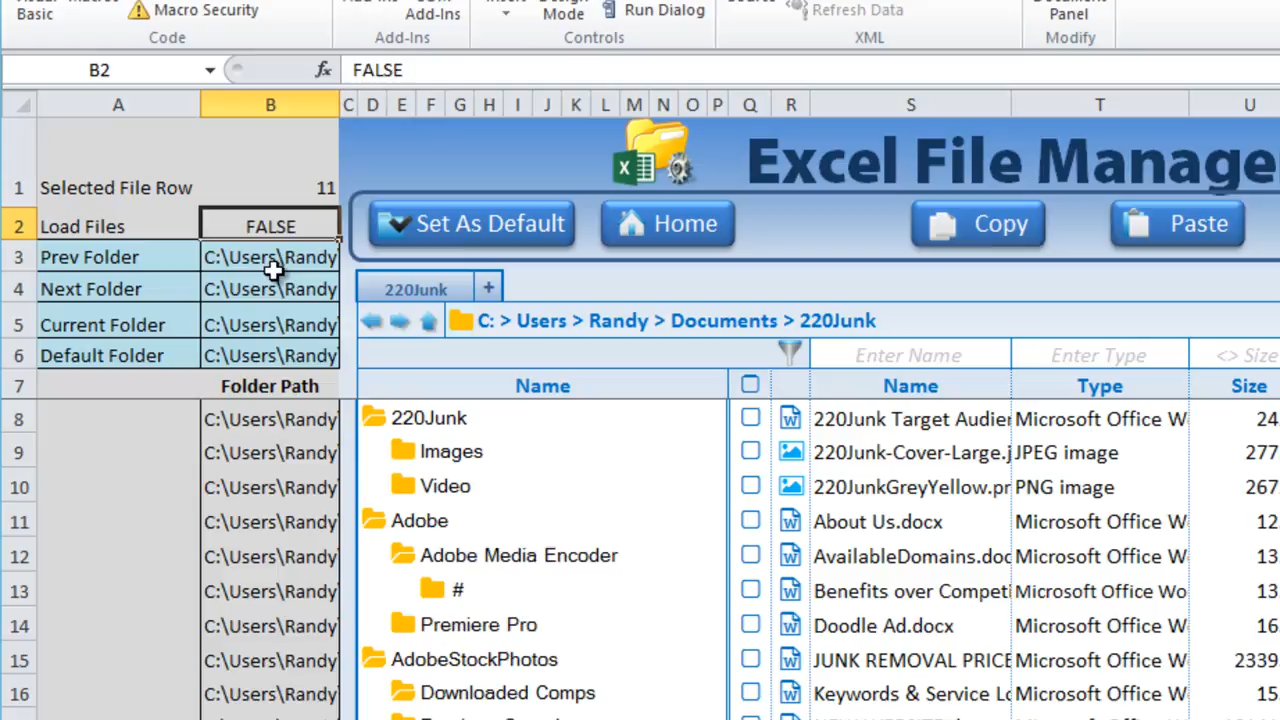 Basic Macro Security Add-Ins Mode Run Dialog Refresh Data Panel
Code Add-Ins Controls XML Modify
B2 fx FALSE
A B C D E F G H I J K L M N O P Q R S T U
Excel File Manage
1 Selected File Row 11
2 Load Files FALSE Set As Default Home Copy Paste
3 Prev Folder C:\Users\Randy
4 Next Folder C:\Users\Randy 220Junk +
5 Current Folder C:\Users\Randy C: > Users > Randy > Documents > 220Junk
6 Default Folder C:\Users\Randy Enter Name Enter Type <> Size
7 Folder Path Name Name Type Size
8 C:\Users\Randy 220Junk 220Junk Target Audier Microsoft Office W 24
9 C:\Users\Randy Images 220Junk-Cover-Large.j JPEG image 277
10 C:\Users\Randy Video 220JunkGreyYellow.pr PNG image 267
11 C:\Users\Randy Adobe About Us.docx Microsoft Office W 12
12 C:\Users\Randy Adobe Media Encoder AvailableDomains.doc Microsoft Office W 13
13 C:\Users\Randy # Benefits over Competi Microsoft Office Wo 13
14 C:\Users\Randy Premiere Pro Doodle Ad.docx Microsoft Office W 16
15 C:\Users\Randy AdobeStockPhotos JUNK REMOVAL PRICE Microsoft Office W 2339
16 C:\Users\Randy Downloaded Comps Keywords & Service Lo Microsoft Office W 15